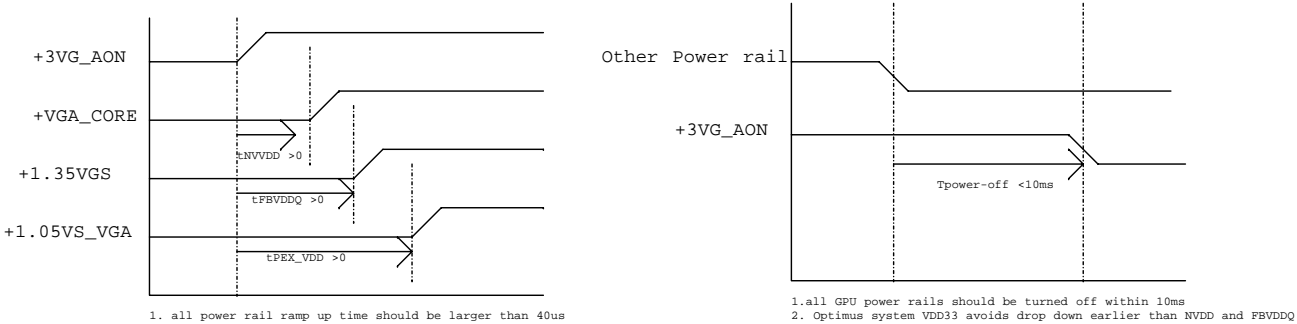 +3VG_AON
+VGA_CORE
tNVVDD >0
+1.35VGS
tFBVDDQ >0
+1.05VS_VGA
tPEX_VDD >0
1. all power rail ramp up time should be larger than 40us
Other Power rail
+3VG_AON
Tpower-off <10ms
1.all GPU power rails should be turned off within 10ms
2. Optimus system VDD33 avoids drop down earlier than NVDD and FBVDDQ